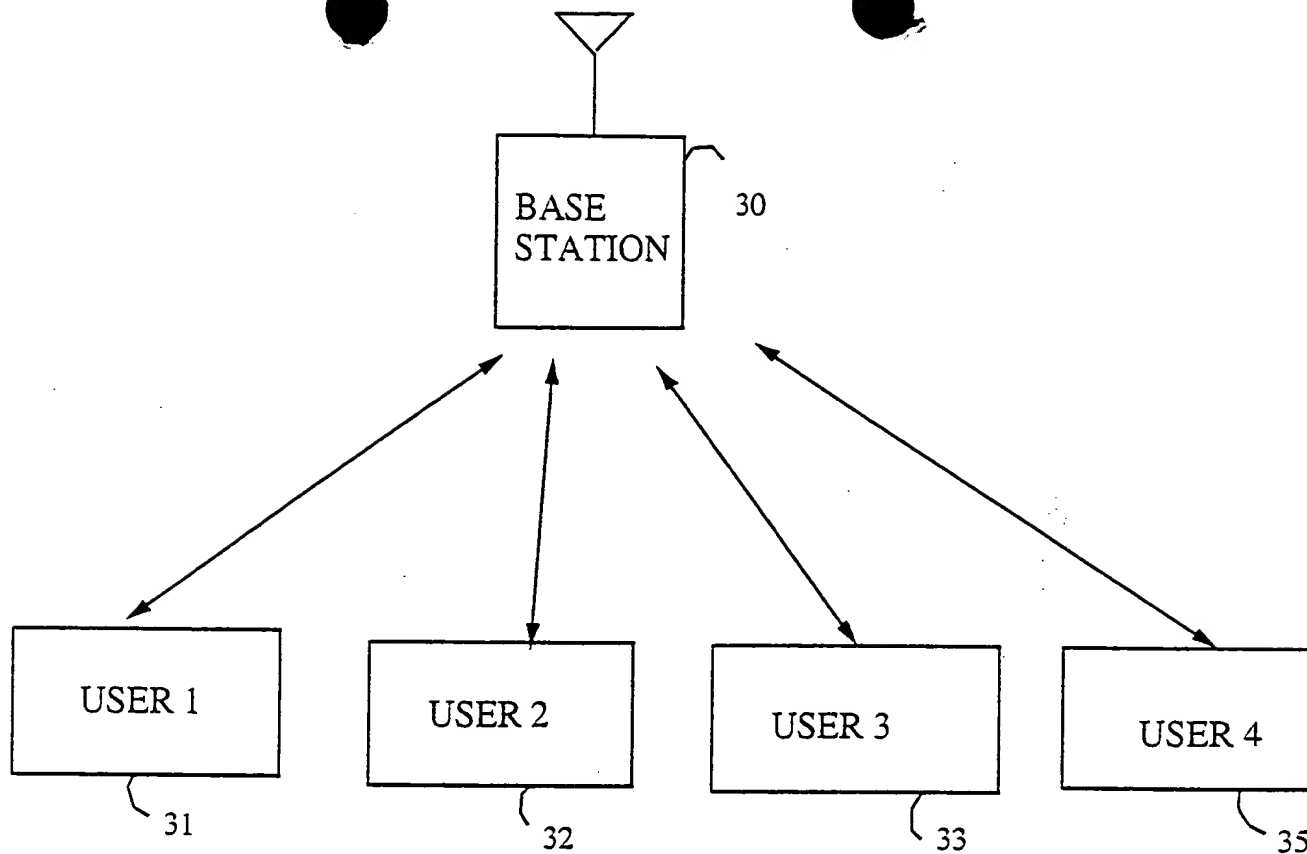 BASE
STATION
30
USER 1
USER 2
USER 3
USER 4
31
32
33
35